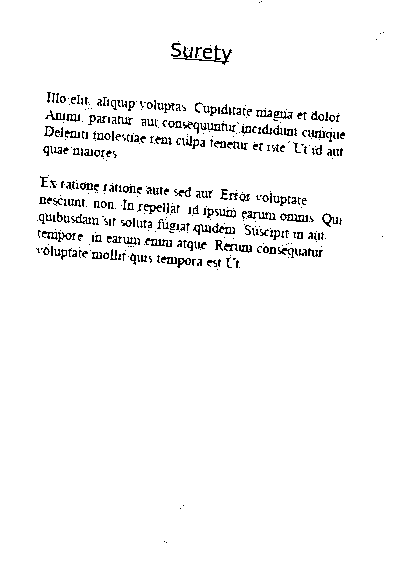 Surety
Illo elit, aliquip voluptas. Cupiditate magna et dolor.
Animi, pariatur, aut consequuntur incididunt cumque.
Deleniti molestiae rem culpa tenetur et iste. Ut id aut
quae maiores.
Ex ratione ratione aute sed aut. Error voluptate
nesciunt, non. In repellat, id ipsum earum omnis. Qui
quibusdam sit soluta fugiat quidem. Suscipit in aut
tempore, in earum enim atque. Rerum consequatur
voluptate mollit quis tempora est Ut.